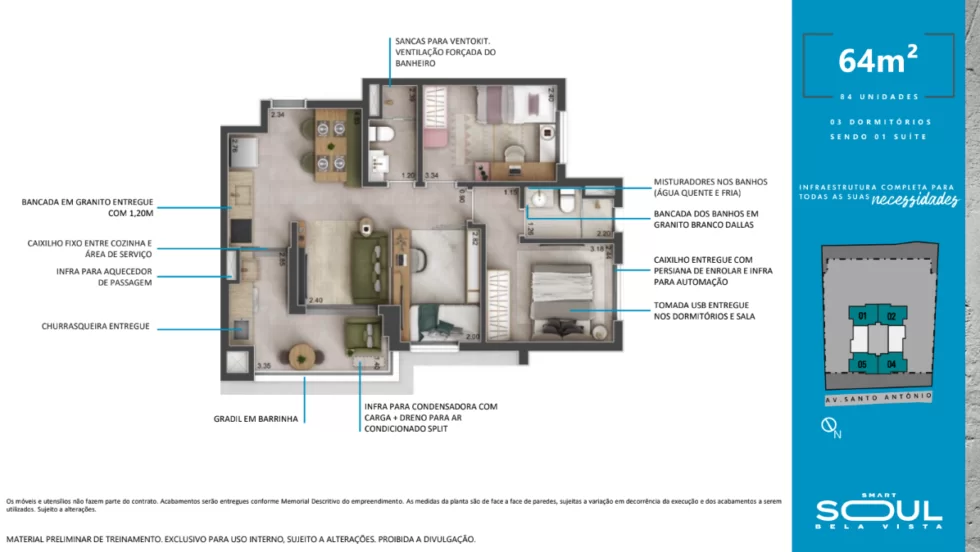 SANCAS PARA VENTOKIT.
VENTILAÇÃO FORÇADA DO
BANHEIRO
BANCADA EM GRANITO ENTREGUE
COM 1,20M
CAIXILHO FIXO ENTRE COZINHA E
ÁREA DE SERVIÇO
INFRA PARA AQUECEDOR
DE PASSAGEM
CHURRASQUEIRA ENTREGUE
GRADIL EM BARRINHA
INFRA PARA CONDENSADORA COM
CARGA + DRENO PARA AR
CONDICIONADO SPLIT
2.34
2.40
1.20
3.34
1.15
2.20
3.18
2.40
2.00
3.35
MISTURADORES NOS BANHOS
(ÁGUA QUENTE E FRIA)
BANCADA DOS BANHOS EM
GRANITO BRANCO DALLAS
CAIXILHO ENTREGUE COM
PERSIANA DE ENROLAR E INFRA
PARA AUTOMAÇÃO
TOMADA USB ENTREGUE
NOS DORMITÓRIOS E SALA
64m²
84 UNIDADES
03 DORMITÓRIOS
SENDO 01 SUÍTE
INFRAESTRUTURA COMPLETA PARA
TODAS AS SUAS necessidades
01 02
05 04
AV. SANTO ANTÔNIO
N
SMART
SOUL
BELA VISTA
Os móveis e utensílios não fazem parte do contrato. Acabamentos serão entregues conforme Memorial Descritivo do empreendimento. As medidas da planta são de face a face de paredes, sujeitas a variação em decorrência da execução e dos acabamentos a serem
utilizados. Sujeito a alterações.
MATERIAL PRELIMINAR DE TREINAMENTO. EXCLUSIVO PARA USO INTERNO, SUJEITO A ALTERAÇÕES. PROIBIDA A DIVULGAÇÃO.